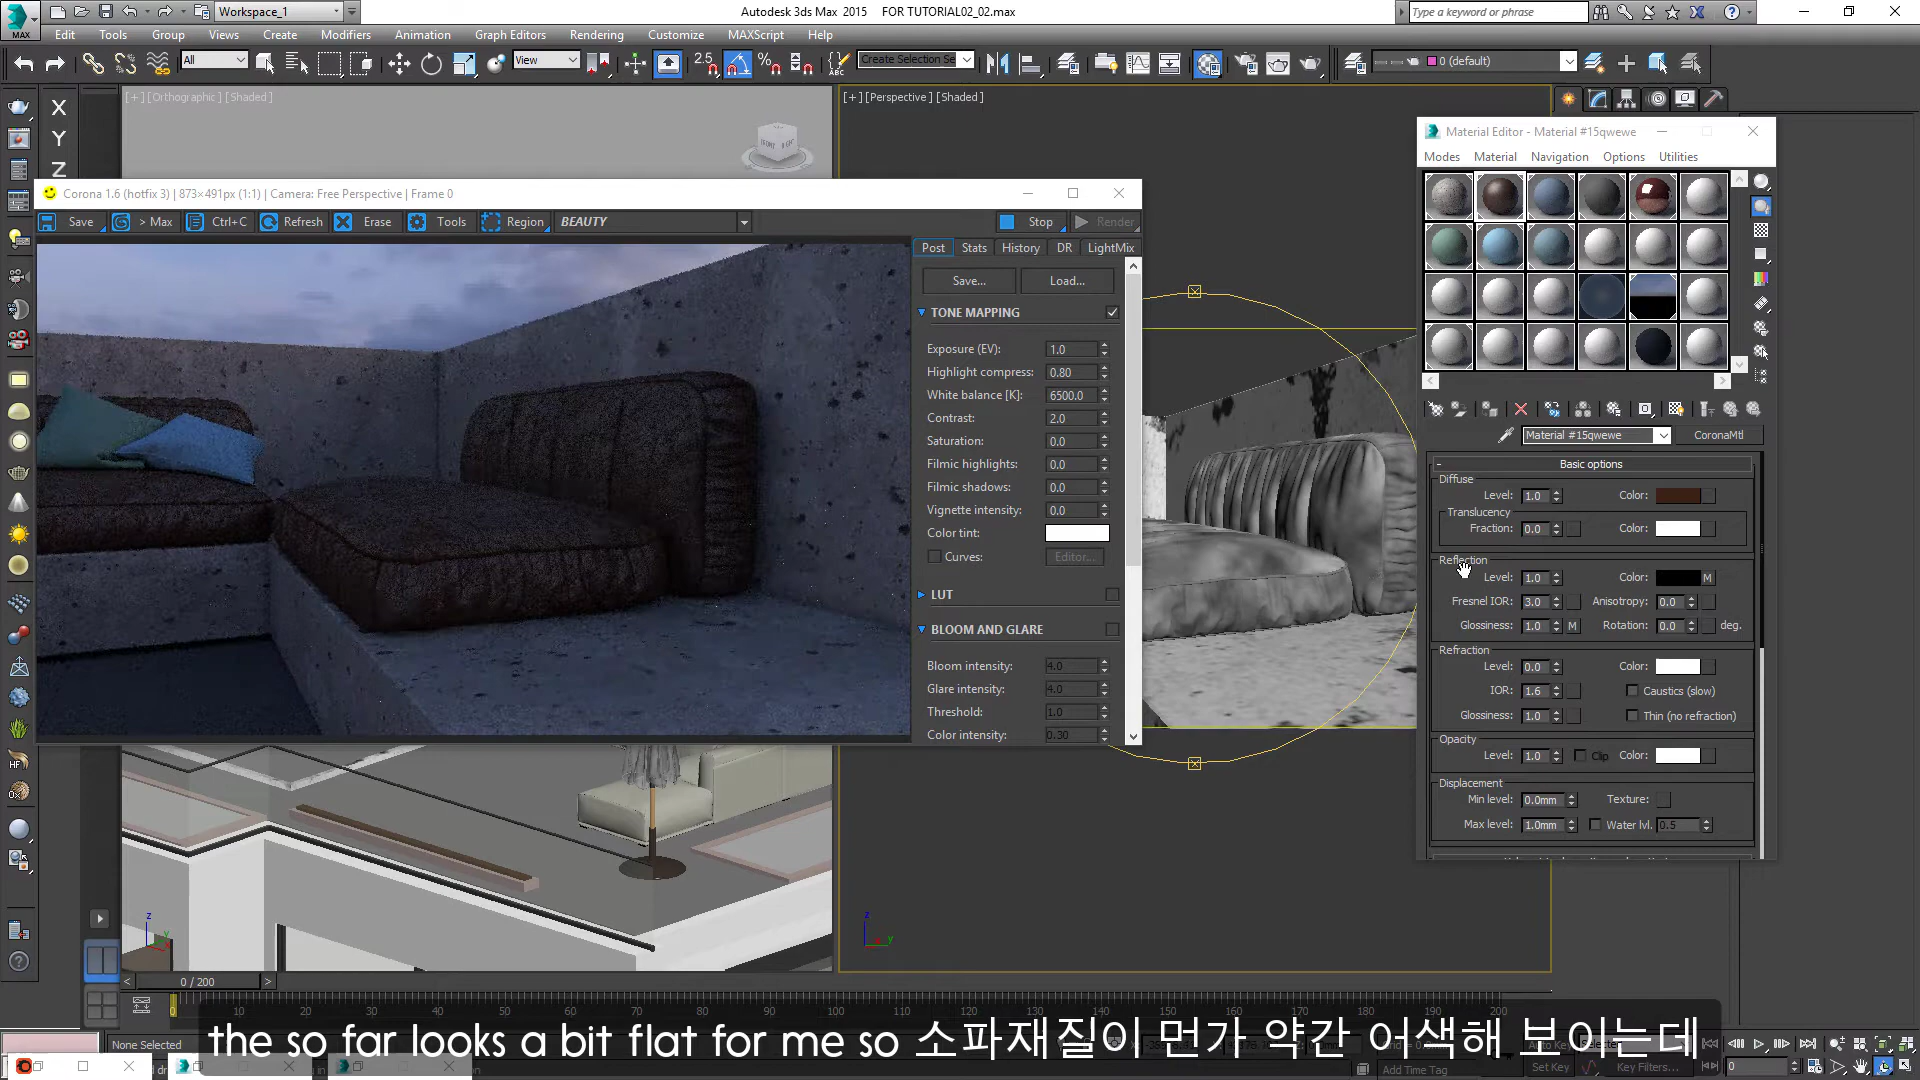 Workspace_1
Autodesk 3ds Max 2015 FOR TUTORIAL02_02.max
Type a keyword or phrase
MAX Edit Tools Group Views Create Modifiers Animation Graph Editors Rendering Customize MAXScript Help
All View 2.5 Create Selection Se 0 (default)
X
Y
Z
[+] [Orthographic] [Shaded]
[+] [Perspective] [Shaded]
Corona 1.6 (hotfix 3) | 873×491px (1:1) | Camera: Free Perspective | Frame 0
Save > Max Ctrl+C Refresh Erase Tools Region BEAUTY Stop Render
Post Stats History DR LightMix
Save... Load...
TONE MAPPING
Exposure (EV): 1.0
Highlight compress: 0.80
White balance [K]: 6500.0
Contrast: 2.0
Saturation: 0.0
Filmic highlights: 0.0
Filmic shadows: 0.0
Vignette intensity: 0.0
Color tint:
Curves: Editor...
LUT
BLOOM AND GLARE
Bloom intensity: 4.0
Glare intensity: 4.0
Threshold: 1.0
Color intensity: 0.30
Material Editor - Material #15qwewe
Modes Material Navigation Options Utilities
Material #15qwewe CoronaMtl
Basic options
Diffuse
Level: 1.0 Color:
Translucency
Fraction: 0.0 Color:
Reflection
Level: 1.0 Color: M
Fresnel IOR: 3.0 Anisotropy: 0.0
Glossiness: 1.0 M Rotation: 0.0 deg.
Refraction
Level: 0.0 Color:
IOR: 1.6 Caustics (slow)
Glossiness: 1.0 Thin (no refraction)
Opacity
Level: 1.0 Clip Color:
Displacement
Min level: 0.0mm Texture:
Max level: 1.0mm Water lvl. 0.5
0 / 200
0 10 20 30 40 50 60 70 80 90 100 110 120 130 140 150 160 170 180 190 200
the so far looks a bit flat for me so 소파재질이 먼가 약간 어색해 보이는데
None Selected
Add Time Tag Set Key Key Filters... 0